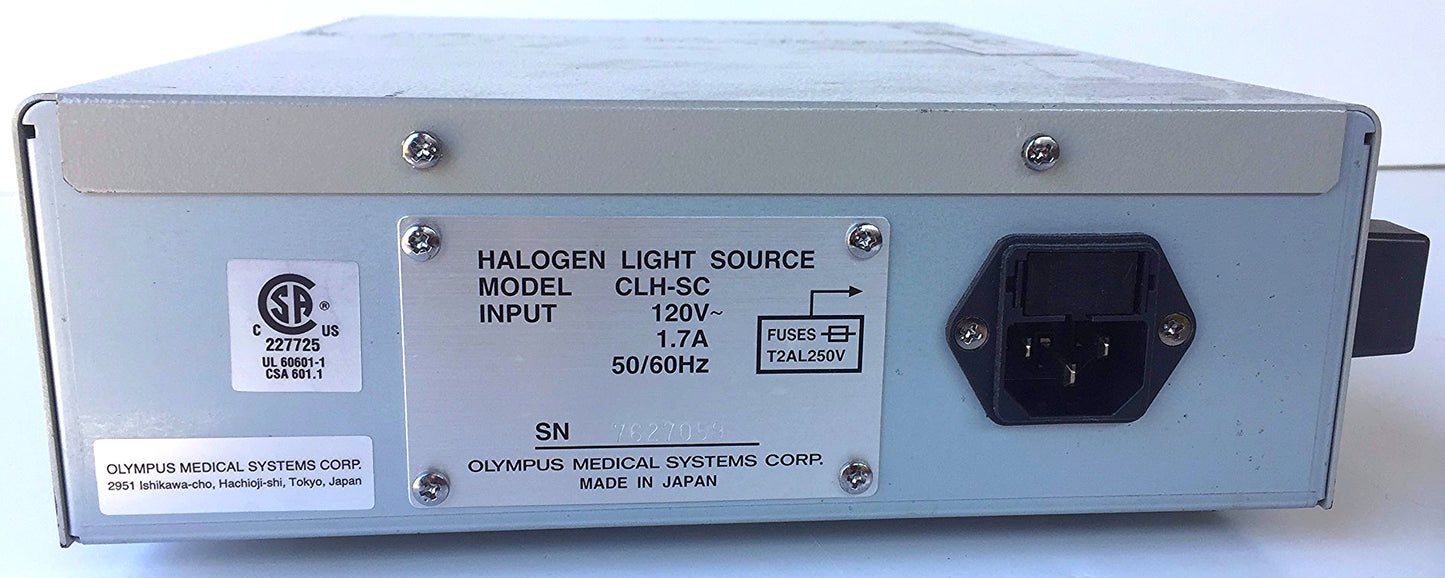 CSA ®
C US
227725
UL 60601-1
CSA 601.1
OLYMPUS MEDICAL SYSTEMS CORP.
2951 Ishikawa-cho, Hachioji-shi, Tokyo, Japan
HALOGEN LIGHT SOURCE
MODEL CLH-SC
INPUT 120V~
1.7A
50/60Hz
FUSES
T2AL250V
SN 7627059
OLYMPUS MEDICAL SYSTEMS CORP.
MADE IN JAPAN